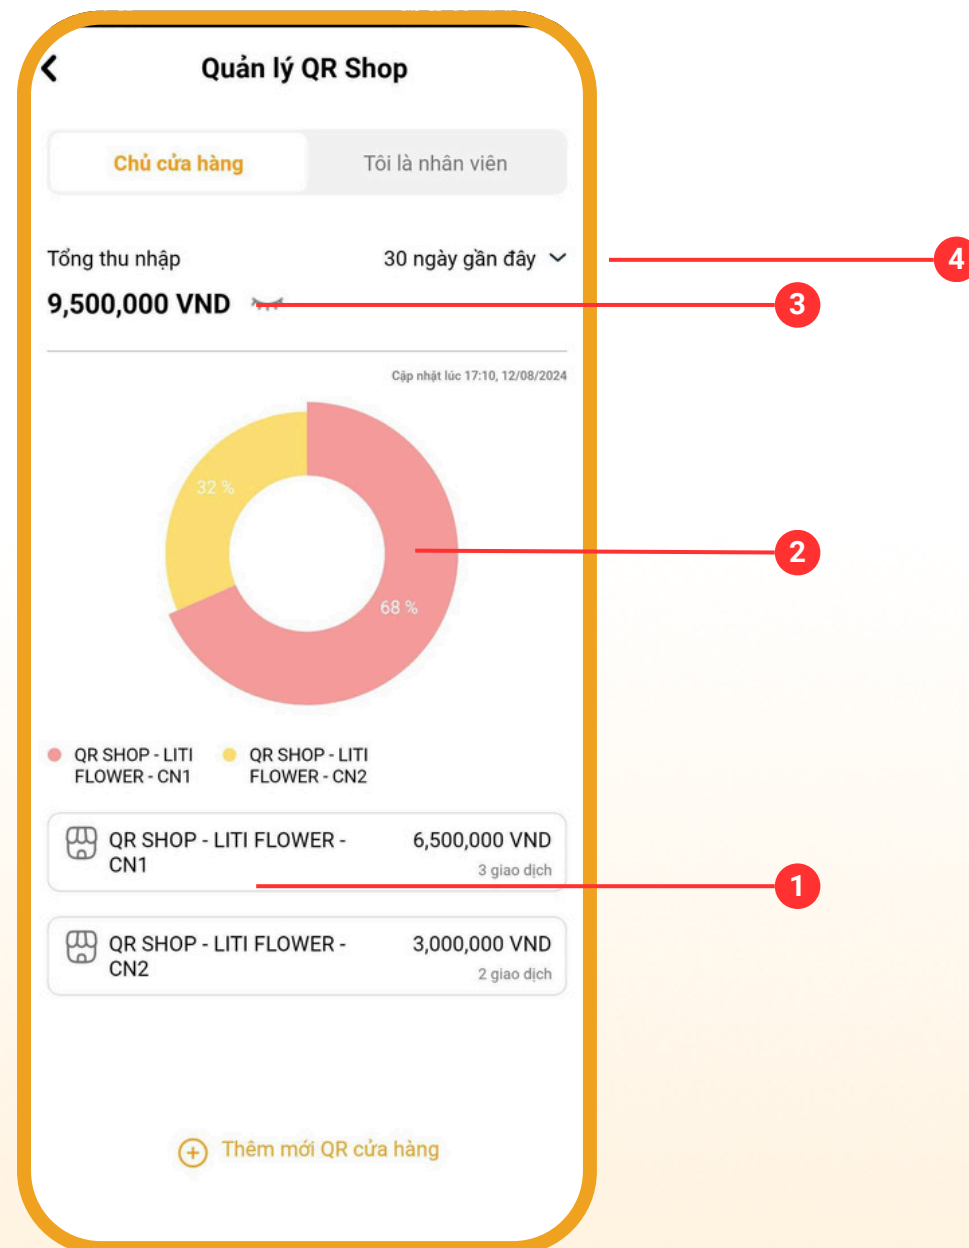 Quản lý QR Shop
Chủ cửa hàng
Tôi là nhân viên
Tổng thu nhập
30 ngày gần đây
4
9,500,000 VND
3
Cập nhật lúc 17:10, 12/08/2024
32 %
2
68 %
QR SHOP - LITI
FLOWER - CN1
QR SHOP - LITI
FLOWER - CN2
QR SHOP - LITI FLOWER -
CN1
6,500,000 VND
3 giao dịch
1
QR SHOP - LITI FLOWER -
CN2
3,000,000 VND
2 giao dịch
Thêm mới QR cửa hàng